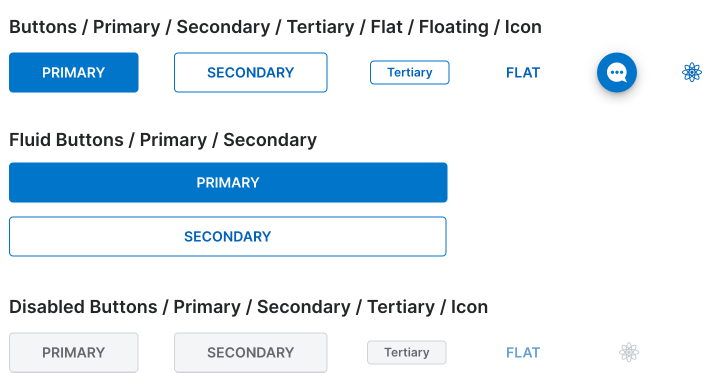 Buttons / Primary / Secondary / Tertiary / Flat / Floating / Icon
PRIMARY SECONDARY Tertiary FLAT
Fluid Buttons / Primary / Secondary
PRIMARY
SECONDARY
Disabled Buttons / Primary / Secondary / Tertiary / Icon
PRIMARY SECONDARY Tertiary FLAT